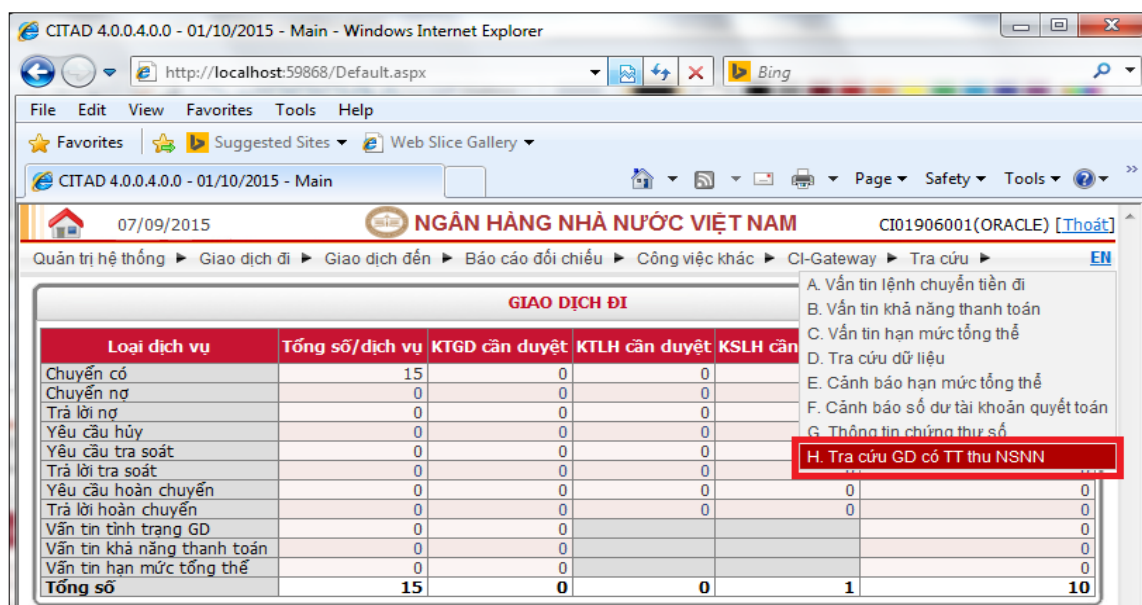 CITAD 4.0.0.4.0.0 - 01/10/2015 - Main - Windows Internet Explorer
http://localhost:59868/Default.aspx
Bing
File Edit View Favorites Tools Help
Favorites Suggested Sites Web Slice Gallery
CITAD 4.0.0.4.0.0 - 01/10/2015 - Main Page Safety Tools
07/09/2015 NGÂN HÀNG NHÀ NƯỚC VIỆT NAM CI01906001(ORACLE) [Thoát]
Quản trị hệ thống Giao dịch đi Giao dịch đến Báo cáo đối chiếu Công việc khác CI-Gateway Tra cứu EN
A. Vấn tin lệnh chuyển tiền đi
B. Vấn tin khả năng thanh toán
C. Vấn tin hạn mức tổng thể
D. Tra cứu dữ liệu
E. Cảnh báo hạn mức tổng thể
F. Cảnh báo số dư tài khoản quyết toán
G. Thông tin chứng thư số
H. Tra cứu GD có TT thu NSNN
GIAO DỊCH ĐI
Loại dịch vụ Tổng số/dịch vụ KTGD cần duyệt KTLH cần duyệt KSLH cần
Chuyển có 15 0 0
Chuyển nợ 0 0 0
Trả lời nợ 0 0 0
Yêu cầu hủy 0 0 0
Yêu cầu tra soát 0 0 0
Trả lời tra soát 0 0 0
Yêu cầu hoàn chuyển 0 0 0 0 0
Trả lời hoàn chuyển 0 0 0 0 0
Vấn tin tình trạng GD 0 0 0
Vấn tin khả năng thanh toán 0 0 0
Vấn tin hạn mức tổng thể 0 0 0
Tổng số 15 0 0 1 10